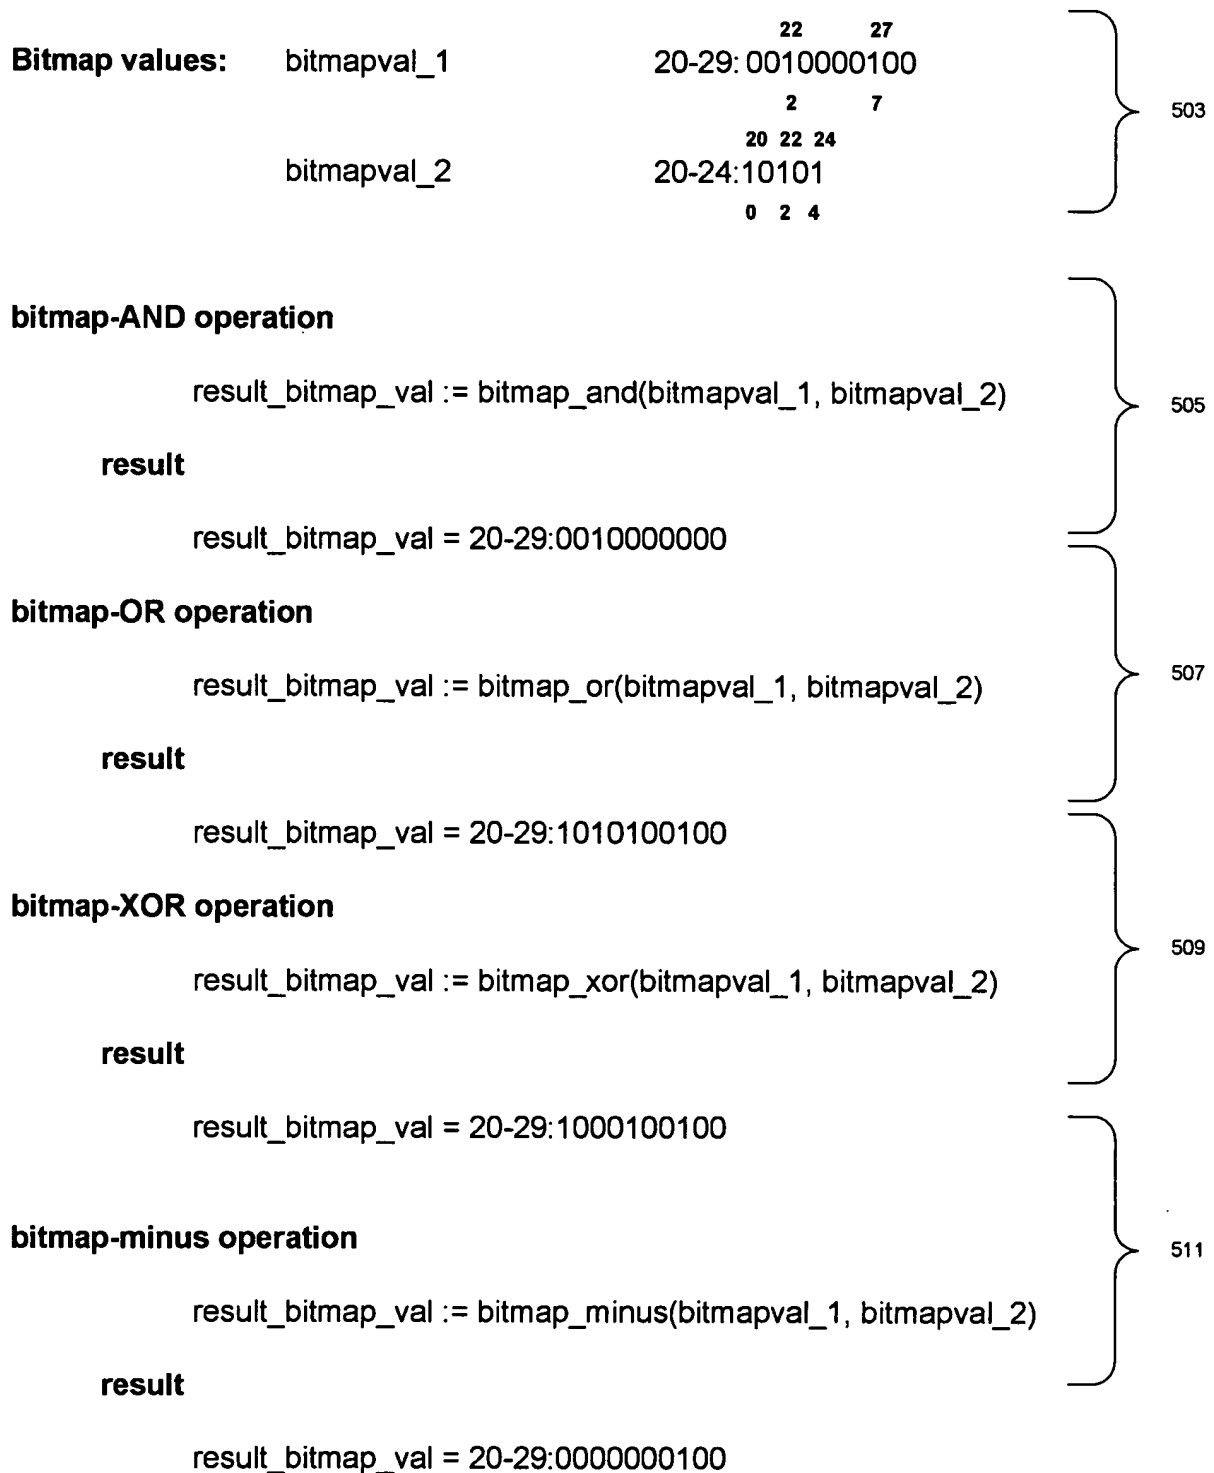 22 27
Bitmap values: bitmapval_1 20-29: 0010000100
2 7
503
20 22 24
bitmapval_2 20-24:10101
0 2 4
bitmap-AND operation
result_bitmap_val := bitmap_and(bitmapval_1, bitmapval_2)
505
result
result_bitmap_val = 20-29:0010000000
bitmap-OR operation
result_bitmap_val := bitmap_or(bitmapval_1, bitmapval_2)
507
result
result_bitmap_val = 20-29:1010100100
bitmap-XOR operation
result_bitmap_val := bitmap_xor(bitmapval_1, bitmapval_2)
509
result
result_bitmap_val = 20-29:1000100100
bitmap-minus operation
511
result_bitmap_val := bitmap_minus(bitmapval_1, bitmapval_2)
result
result_bitmap_val = 20-29:0000000100